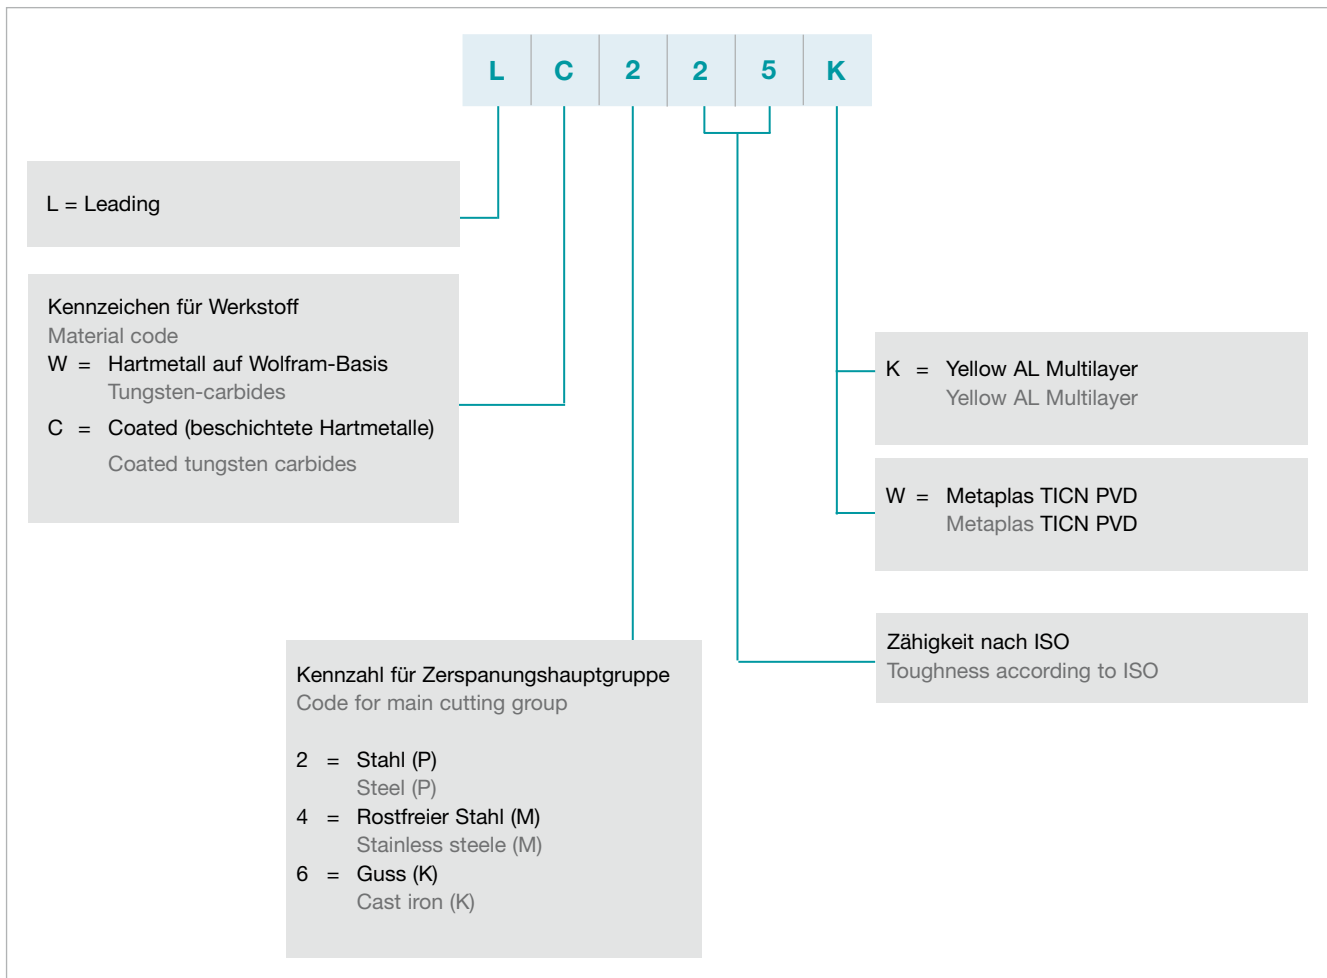 L C 2 2 5 K
L = Leading
Kennzeichen für Werkstoff
Material code
W = Hartmetall auf Wolfram-Basis
Tungsten-carbides
C = Coated (beschichtete Hartmetalle)
Coated tungsten carbides
K = Yellow AL Multilayer
Yellow AL Multilayer
W = Metaplas TICN PVD
Metaplas TICN PVD
Zähigkeit nach ISO
Toughness according to ISO
Kennzahl für Zerspanungshauptgruppe
Code for main cutting group
2 = Stahl (P)
Steel (P)
4 = Rostfreier Stahl (M)
Stainless steele (M)
6 = Guss (K)
Cast iron (K)